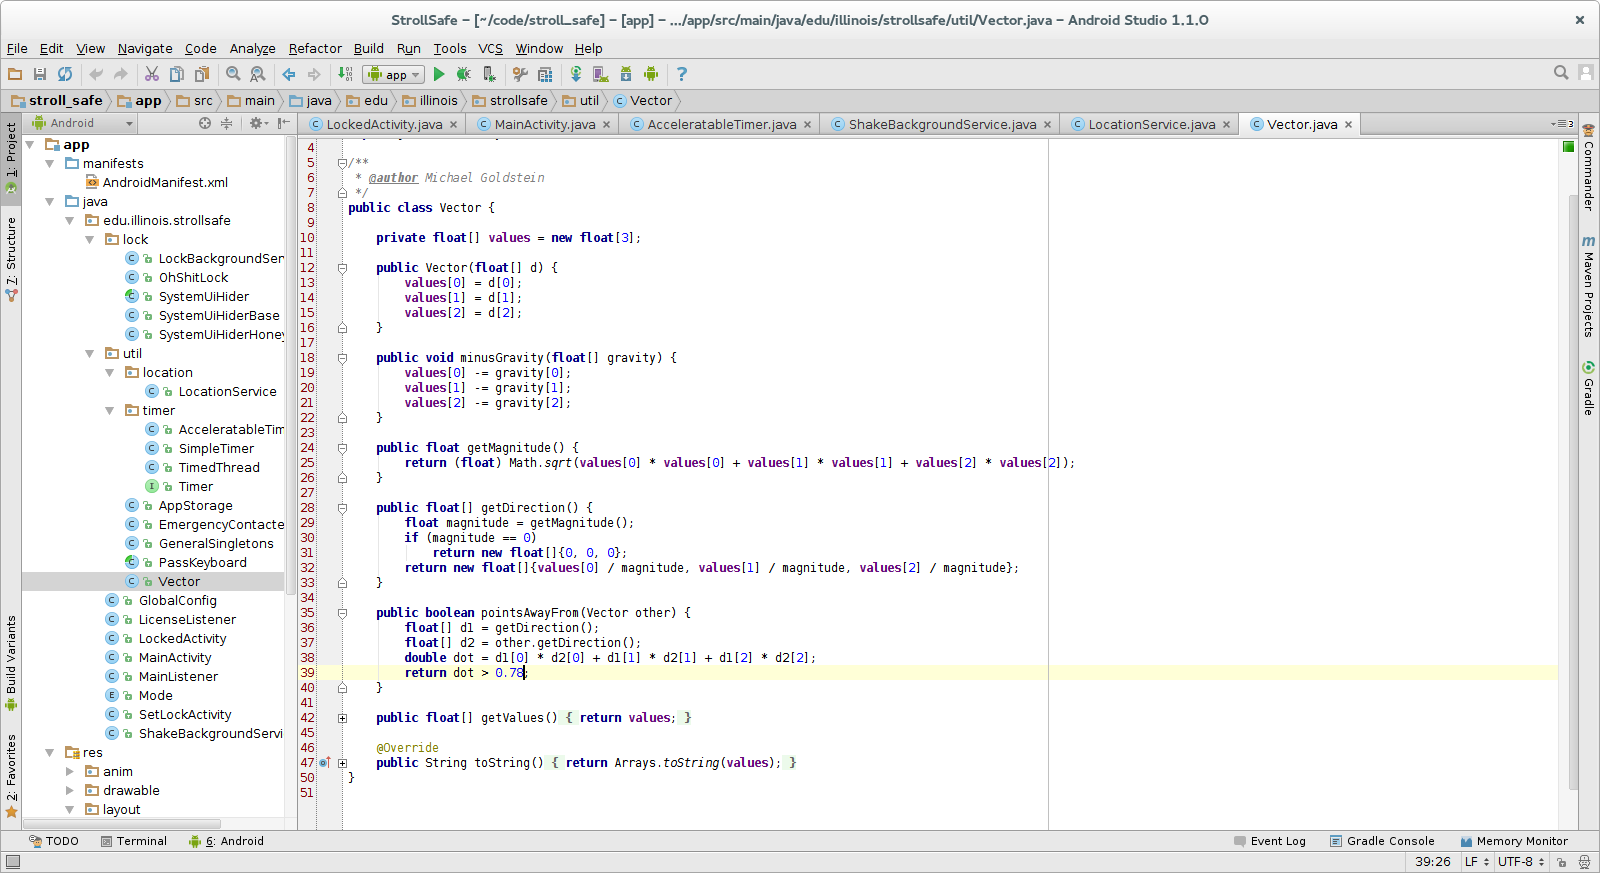 StrollSafe – [~/code/stroll_safe] – [app] – .../app/src/main/java/edu/illinois/strollsafe/util/Vector.java – Android Studio 1.1.0
File Edit View Navigate Code Analyze Refactor Build Run Tools VCS Window Help
app
stroll_safe app src main java edu illinois strollsafe util Vector
Android
LockedActivity.java MainActivity.java AcceleratableTimer.java ShakeBackgroundService.java LocationService.java Vector.java
3
1: Project
7: Structure
Build Variants
2: Favorites
app
manifests
AndroidManifest.xml
java
edu.illinois.strollsafe
lock
LockBackgroundSer
OhShitLock
SystemUiHider
SystemUiHiderBase
SystemUiHiderHoney
util
location
LocationService
timer
AcceleratableTim
SimpleTimer
TimedThread
Timer
AppStorage
EmergencyContacte
GeneralSingletons
PassKeyboard
Vector
GlobalConfig
LicenseListener
LockedActivity
MainActivity
MainListener
Mode
SetLockActivity
ShakeBackgroundServi
res
anim
drawable
layout
4
5 /**
6 * @author Michael Goldstein
7 */
8 public class Vector {
9
10 private float[] values = new float[3];
11
12 public Vector(float[] d) {
13 values[0] = d[0];
14 values[1] = d[1];
15 values[2] = d[2];
16 }
17
18 public void minusGravity(float[] gravity) {
19 values[0] -= gravity[0];
20 values[1] -= gravity[1];
21 values[2] -= gravity[2];
22 }
23
24 public float getMagnitude() {
25 return (float) Math.sqrt(values[0] * values[0] + values[1] * values[1] + values[2] * values[2]);
26 }
27
28 public float[] getDirection() {
29 float magnitude = getMagnitude();
30 if (magnitude == 0)
31 return new float[]{0, 0, 0};
32 return new float[]{values[0] / magnitude, values[1] / magnitude, values[2] / magnitude};
33 }
34
35 public boolean pointsAwayFrom(Vector other) {
36 float[] d1 = getDirection();
37 float[] d2 = other.getDirection();
38 double dot = d1[0] * d2[0] + d1[1] * d2[1] + d1[2] * d2[2];
39 return dot > 0.78;
40 }
41
42 public float[] getValues() { return values; }
45
46 @Override
47 public String toString() { return Arrays.toString(values); }
50 }
51
Commander
Maven Projects
Gradle
TODO Terminal 6: Android Event Log Gradle Console Memory Monitor
39:26 LF UTF-8